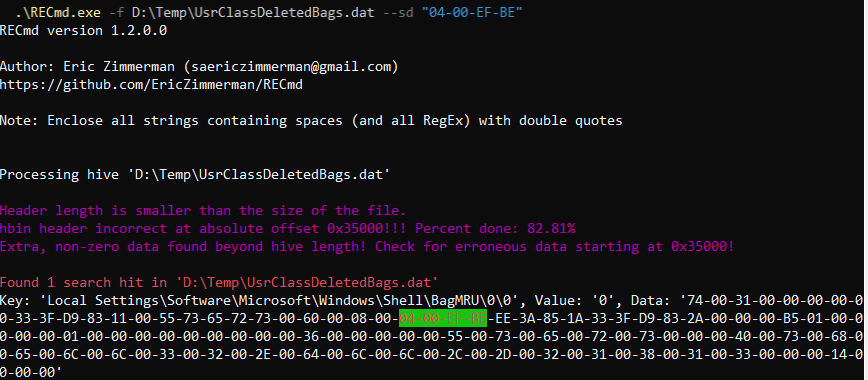 .\RECmd.exe -f D:\Temp\UsrClassDeletedBags.dat --sd "04-00-EF-BE"
RECmd version 1.2.0.0
Author: Eric Zimmerman (saericzimmerman@gmail.com)
https://github.com/EricZimmerman/RECmd
Note: Enclose all strings containing spaces (and all RegEx) with double quotes
Processing hive 'D:\Temp\UsrClassDeletedBags.dat'
Header length is smaller than the size of the file.
hbin header incorrect at absolute offset 0x35000!!! Percent done: 82.81%
Extra, non-zero data found beyond hive length! Check for erroneous data starting at 0x35000!
Found 1 search hit in 'D:\Temp\UsrClassDeletedBags.dat'
Key: 'Local Settings\Software\Microsoft\Windows\Shell\BagMRU\0\0', Value: '0', Data: '74-00-31-00-00-00-00-0
0-33-3F-D9-83-11-00-55-73-65-72-73-00-60-00-08-00-04-00-EF-BE-EE-3A-85-1A-33-3F-D9-83-2A-00-00-00-B5-01-00-0
0-00-00-01-00-00-00-00-00-00-00-00-00-36-00-00-00-00-00-55-00-73-00-65-00-72-00-73-00-00-00-40-00-73-00-68-0
0-65-00-6C-00-6C-00-33-00-32-00-2E-00-64-00-6C-00-6C-00-2C-00-2D-00-32-00-31-00-38-00-31-00-33-00-00-00-14-0
0-00-00'